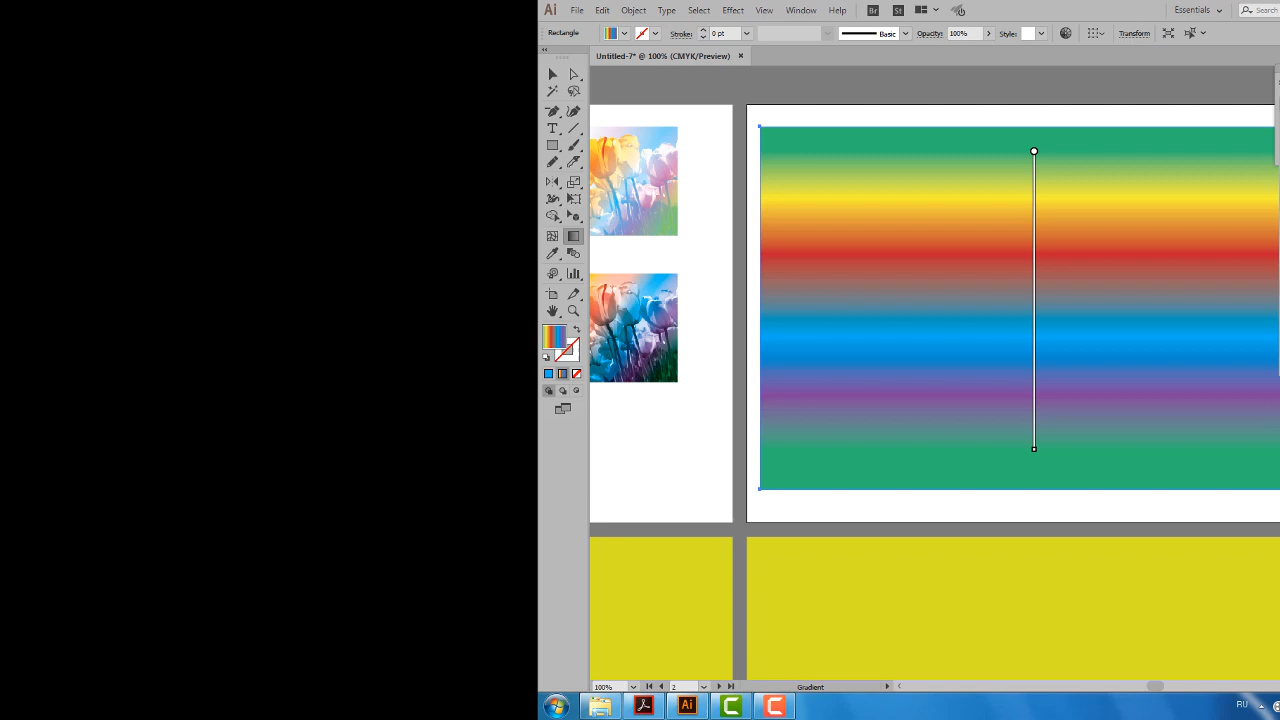 Ai File Edit Object Type Select Effect View Window Help Br St Essentials Search
Rectangle Stroke: 0 pt Basic Opacity: 100% Style: Transform
Untitled-7* @ 100% (CMYK/Preview) ×
T
100% 2 Gradient
Ai C C RU